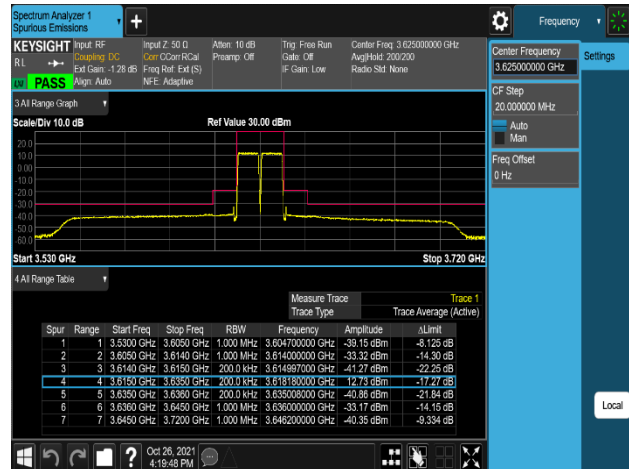 Spectrum Analyzer 1
Spurious Emissions
Frequency
KEYSIGHT
Input: RF
Coupling: DC
Ext Gain: -1.28 dB
Align: Auto
Input Z: 50 Ω
Corr CCorr RCal
Freq Ref: Ext (S)
NFE: Adaptive
Atten: 10 dB
Preamp: Off
Trig: Free Run
Gate: Off
IF Gain: Low
Center Freq: 3.625000000 GHz
Avg|Hold: 200/200
Radio Std: None
R L
LV PASS
Center Frequency
3.625000000 GHz
Settings
CF Step
20.000000 MHz
Auto
Man
Freq Offset
0 Hz
3 All Range Graph
Scale/Div 10.0 dB Ref Value 30.00 dBm
20.0
10.0
0.00
-10.0
-20.0
-30.0
-40.0
-50.0
-60.0
Start 3.530 GHz Stop 3.720 GHz
4 All Range Table
Measure Trace Trace 1
Trace Type Trace Average (Active)
Spur Range Start Freq Stop Freq RBW Frequency Amplitude ΔLimit
1 1 3.5300 GHz 3.6050 GHz 1.000 MHz 3.604700000 GHz -39.15 dBm -8.125 dB
2 2 3.6050 GHz 3.6140 GHz 1.000 MHz 3.614000000 GHz -33.32 dBm -14.30 dB
3 3 3.6140 GHz 3.6150 GHz 200.0 kHz 3.614997000 GHz -41.27 dBm -22.25 dB
4 4 3.6150 GHz 3.6350 GHz 200.0 kHz 3.618180000 GHz 12.73 dBm -17.27 dB
5 5 3.6350 GHz 3.6360 GHz 200.0 kHz 3.635008000 GHz -40.86 dBm -21.84 dB
6 6 3.6360 GHz 3.6450 GHz 1.000 MHz 3.636000000 GHz -33.17 dBm -14.15 dB
7 7 3.6450 GHz 3.7200 GHz 1.000 MHz 3.646200000 GHz -40.35 dBm -9.334 dB
Local
?
Oct 26, 2021
4:19:48 PM